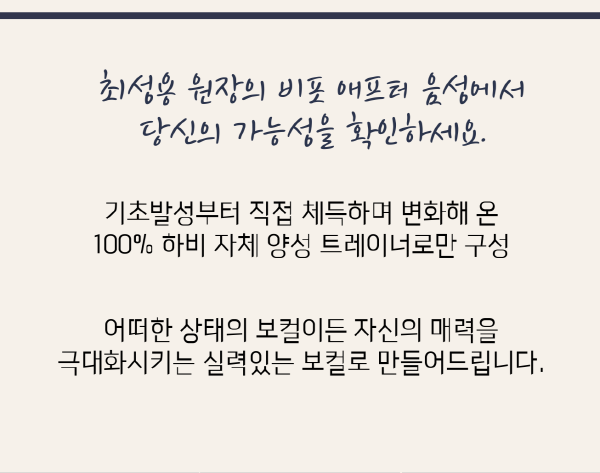 최성용 원장의 비포 애프터 음성에서
당신의 가능성을 확인하세요.
기초발성부터 직접 체득하며 변화해 온
100% 하비 자체 양성 트레이너로만 구성
어떠한 상태의 보컬이든 자신의 매력을
극대화시키는 실력있는 보컬로 만들어드립니다.